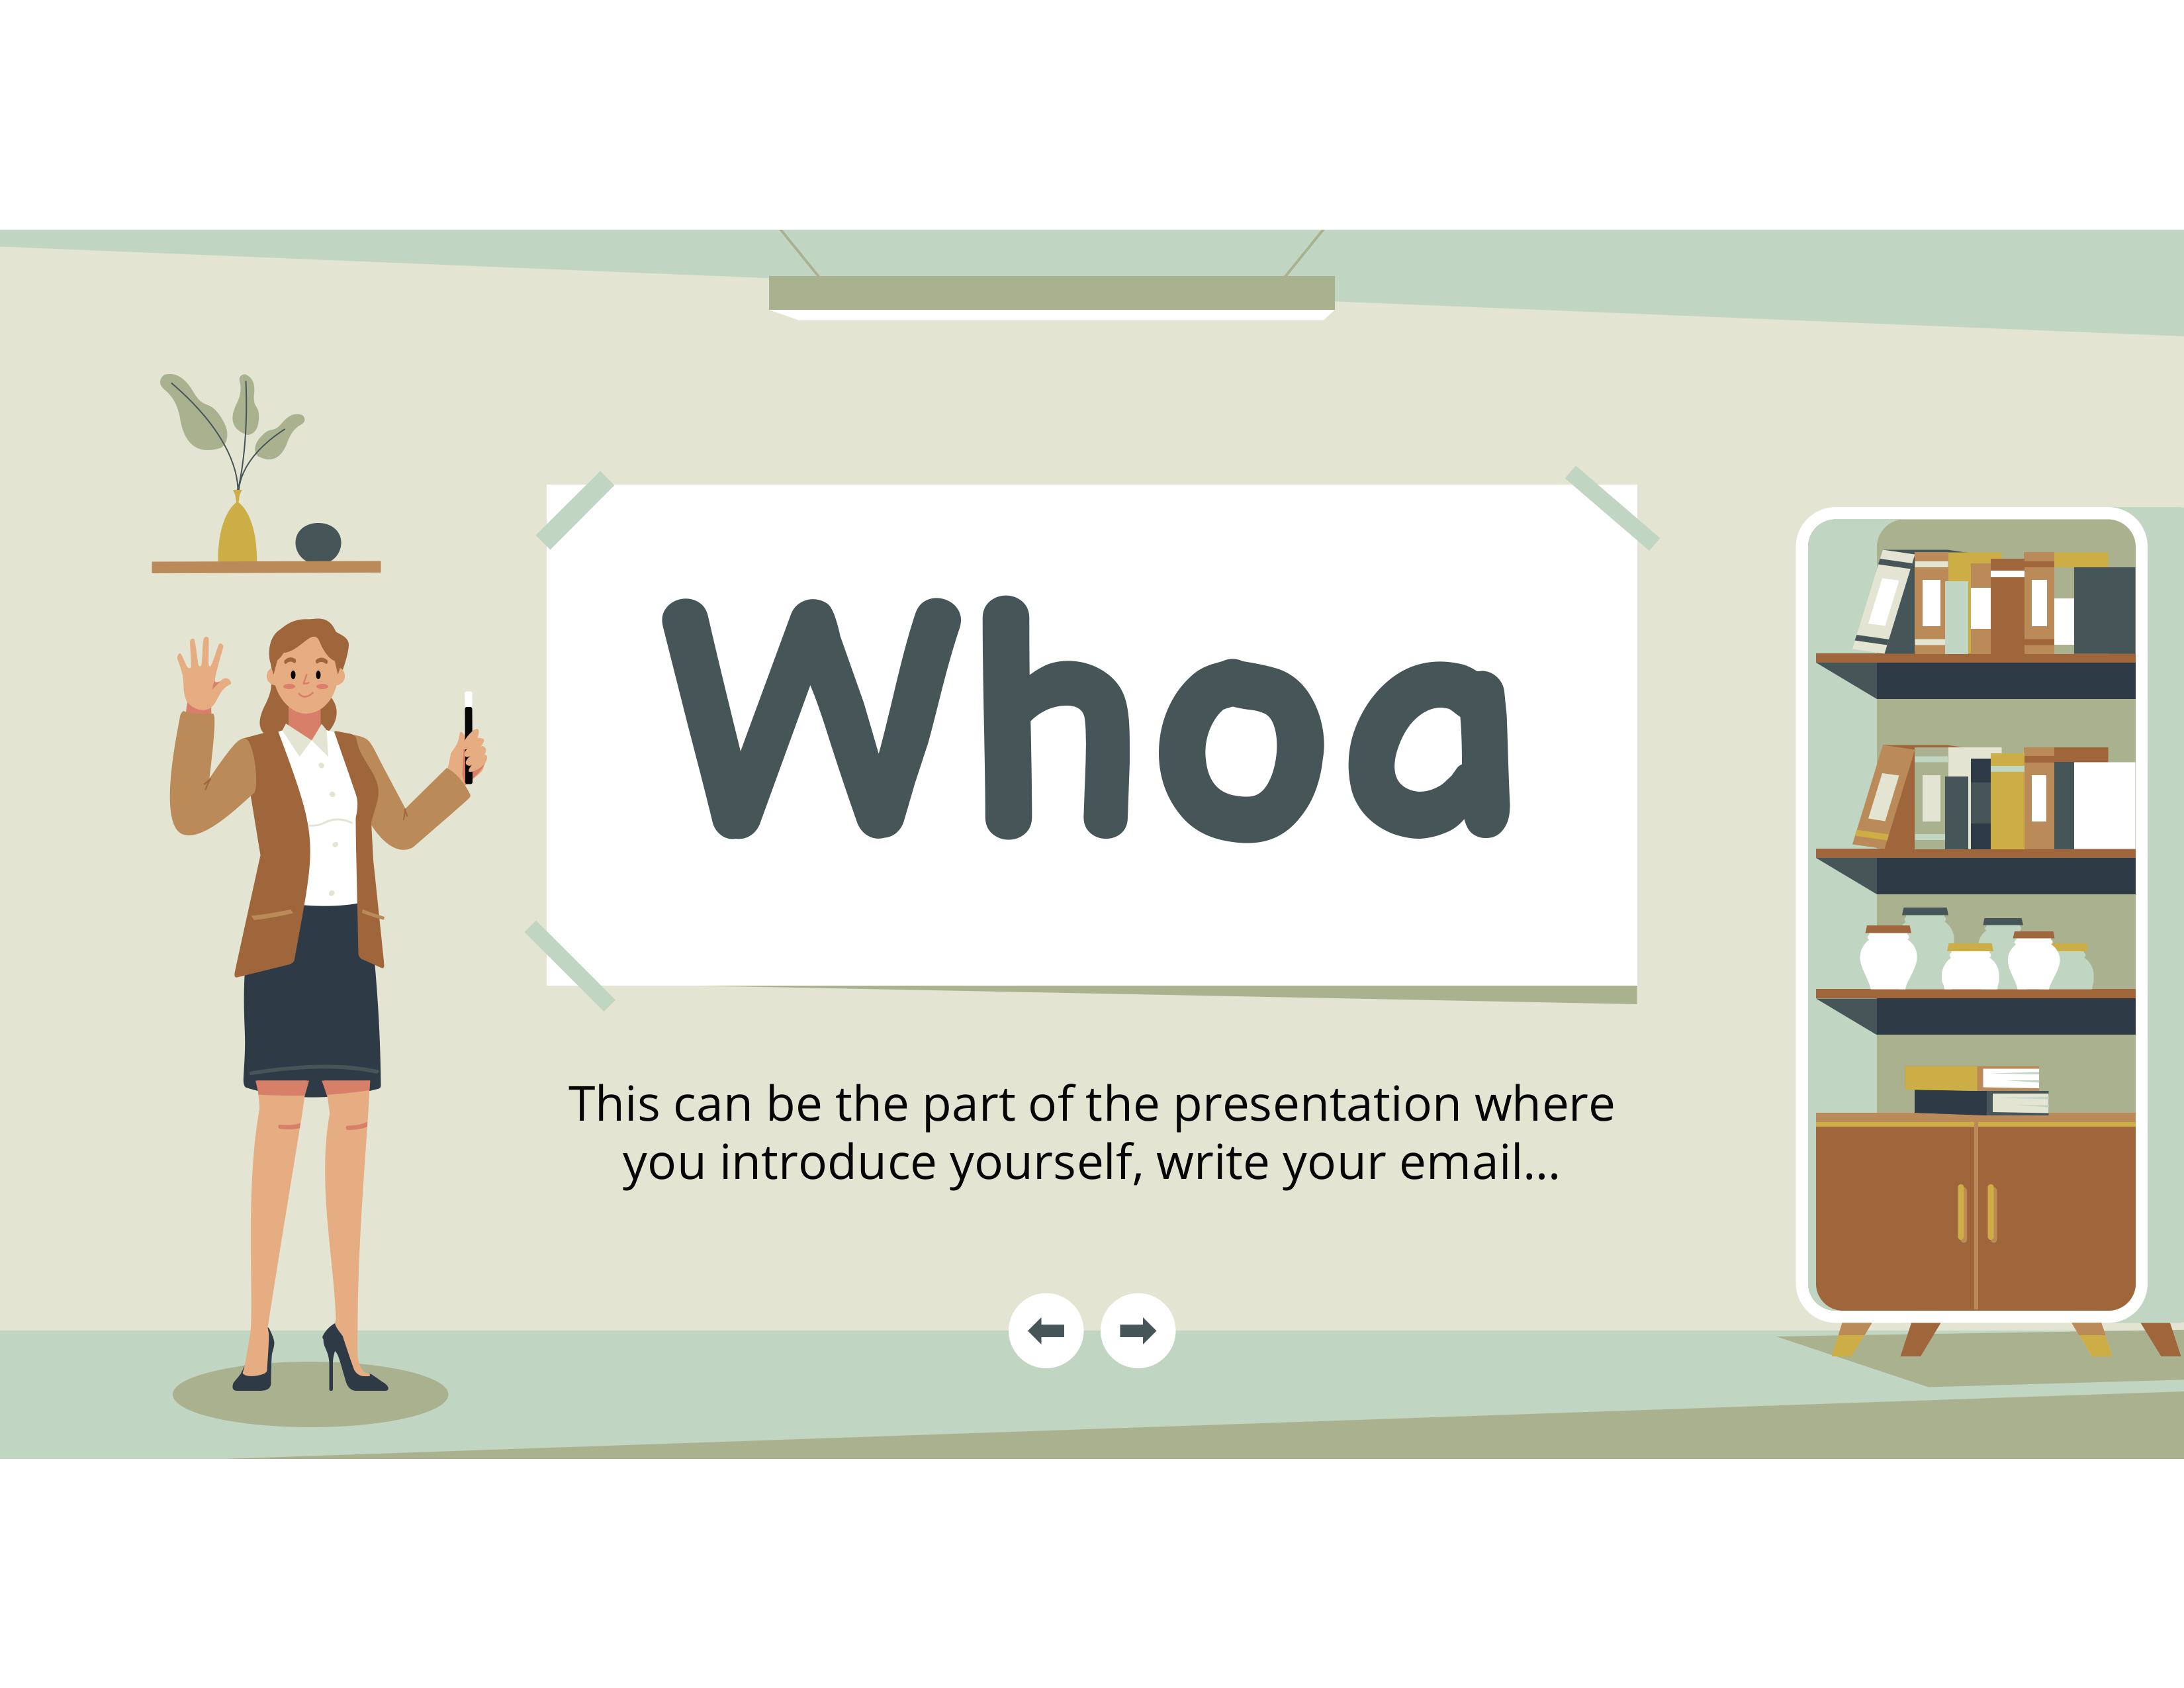 Whoa
This can be the part of the presentation where
you introduce yourself, write your email...